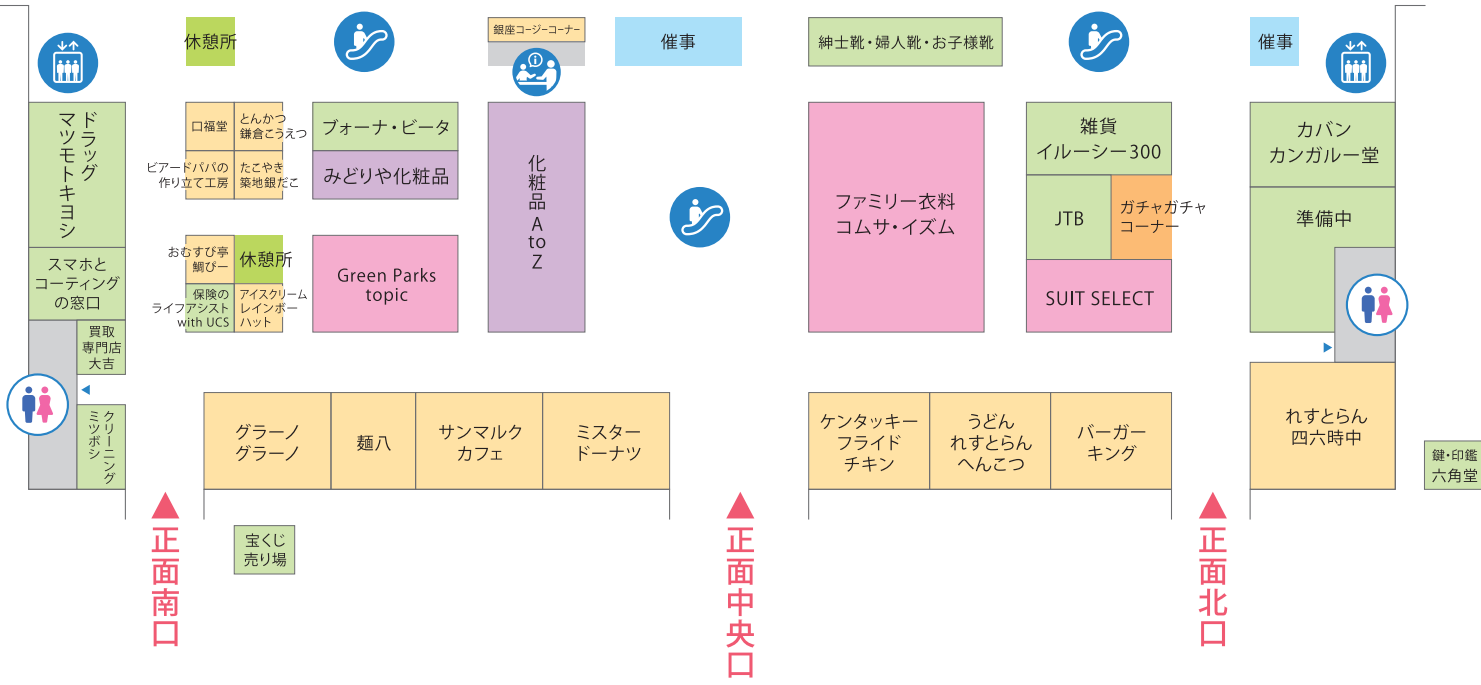 休憩所
銀座コージーコーナー
催事
紳士靴・婦人靴・お子様靴
催事
ドラッグ
マツモトキヨシ
口福堂
とんかつ
鎌倉こうえつ
ビアードパパの
作り立て工房
たこやき
築地銀だこ
ブォーナ・ビータ
みどりや化粧品
化粧品 A to Z
ファミリー衣料
コムサ・イズム
雑貨
イルーシー300
JTB
ガチャガチャ
コーナー
SUIT SELECT
カバン
カンガルー堂
準備中
スマホと
コーティング
の窓口
おむすび亭
鯛びー
休憩所
保険の
ライフアシスト
with UCS
アイスクリーム
レインボー
ハット
Green Parks
topic
買取
専門店
大吉
クリーニング
ミツボシ
グラーノ
グラーノ
麺八
サンマルク
カフェ
ミスター
ドーナツ
ケンタッキー
フライド
チキン
うどん
れすとらん
へんこつ
バーガー
キング
れすとらん
四六時中
鍵・印鑑
六角堂
宝くじ
売り場
正面南口
正面中央口
正面北口